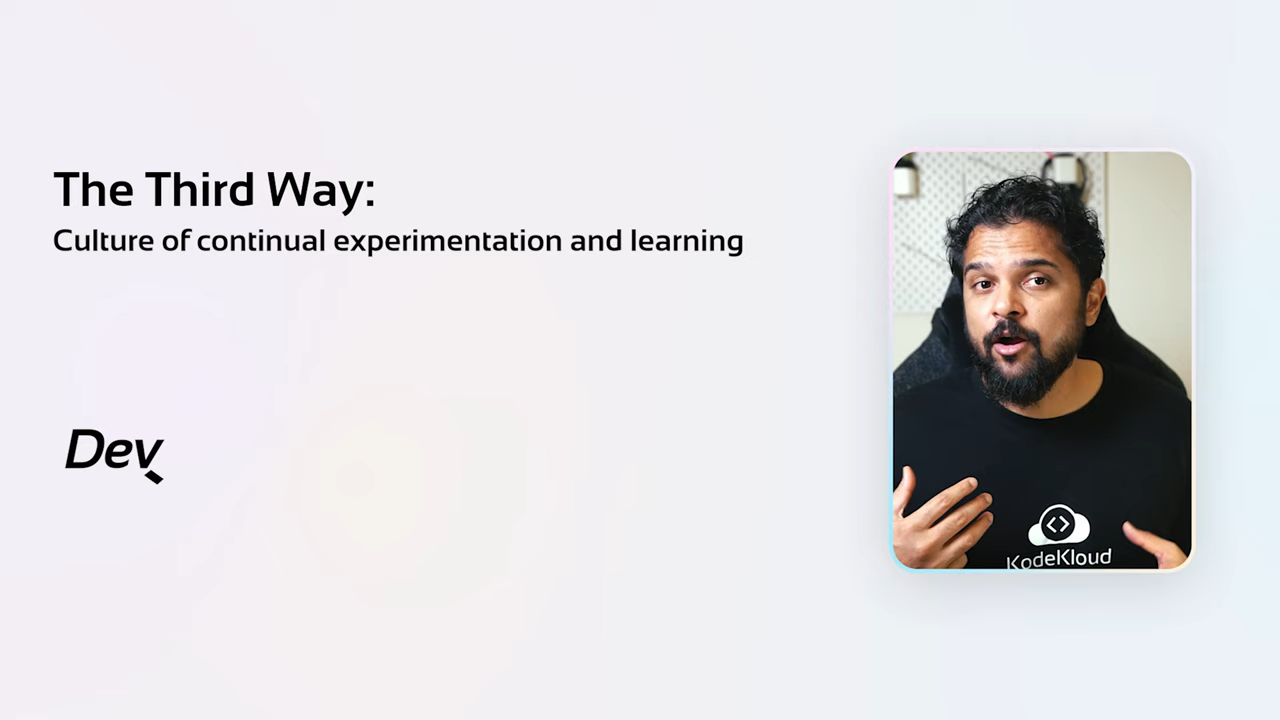 The Third Way:
Culture of continual experimentation and learning
Dev
KodeKloud